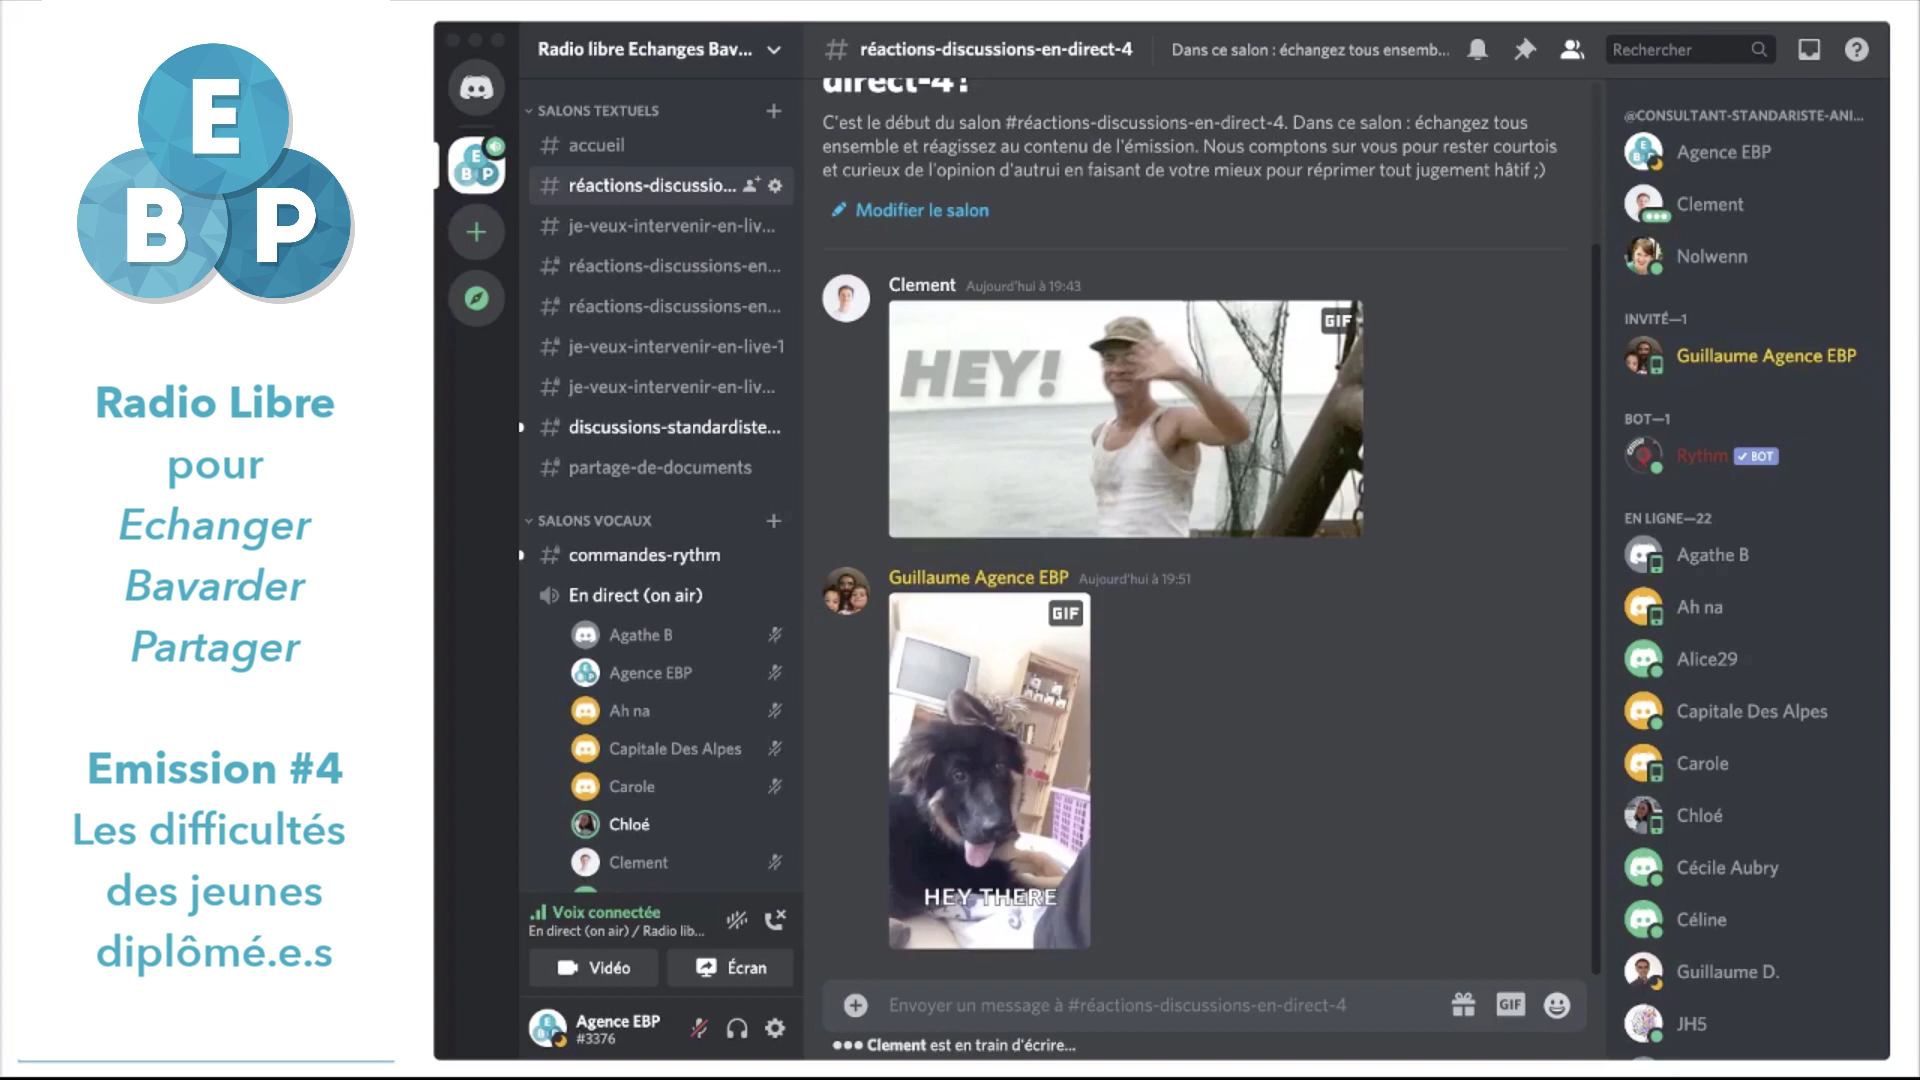 E
B P
Radio Libre
pour
Echanger
Bavarder
Partager
Emission #4
Les difficultés
des jeunes
diplômé.e.s
Radio libre Echanges Bav...
SALONS TEXTUELS
accueil
réactions-discussio...
je-veux-intervenir-en-liv...
réactions-discussions-en...
réactions-discussions-en...
je-veux-intervenir-en-live-1
je-veux-intervenir-en-liv...
discussions-standardiste...
partage-de-documents
SALONS VOCAUX
commandes-rythm
En direct (on air)
Agathe B
Agence EBP
Ah na
Capitale Des Alpes
Carole
Chloé
Clement
Voix connectée
En direct (on air) / Radio lib...
Vidéo
Écran
Agence EBP
#3376
# réactions-discussions-en-direct-4
Dans ce salon : échangez tous ensemb...
Rechercher
direct-4!
C'est le début du salon #réactions-discussions-en-direct-4. Dans ce salon : échangez tous
ensemble et réagissez au contenu de l'émission. Nous comptons sur vous pour rester courtois
et curieux de l'opinion d'autrui en faisant de votre mieux pour réprimer tout jugement hâtif ;)
Modifier le salon
Clement Aujourd'hui à 19:43
GIF
HEY!
Guillaume Agence EBP Aujourd'hui à 19:51
GIF
HEY THERE
Envoyer un message à #réactions-discussions-en-direct-4
GIF
Clement est en train d'écrire...
@CONSULTANT-STANDARISTE-ANI...
Agence EBP
Clement
Nolwenn
INVITÉ—1
Guillaume Agence EBP
BOT—1
Rythm BOT
EN LIGNE—22
Agathe B
Ah na
Alice29
Capitale Des Alpes
Carole
Chloé
Cécile Aubry
Céline
Guillaume D.
JH5